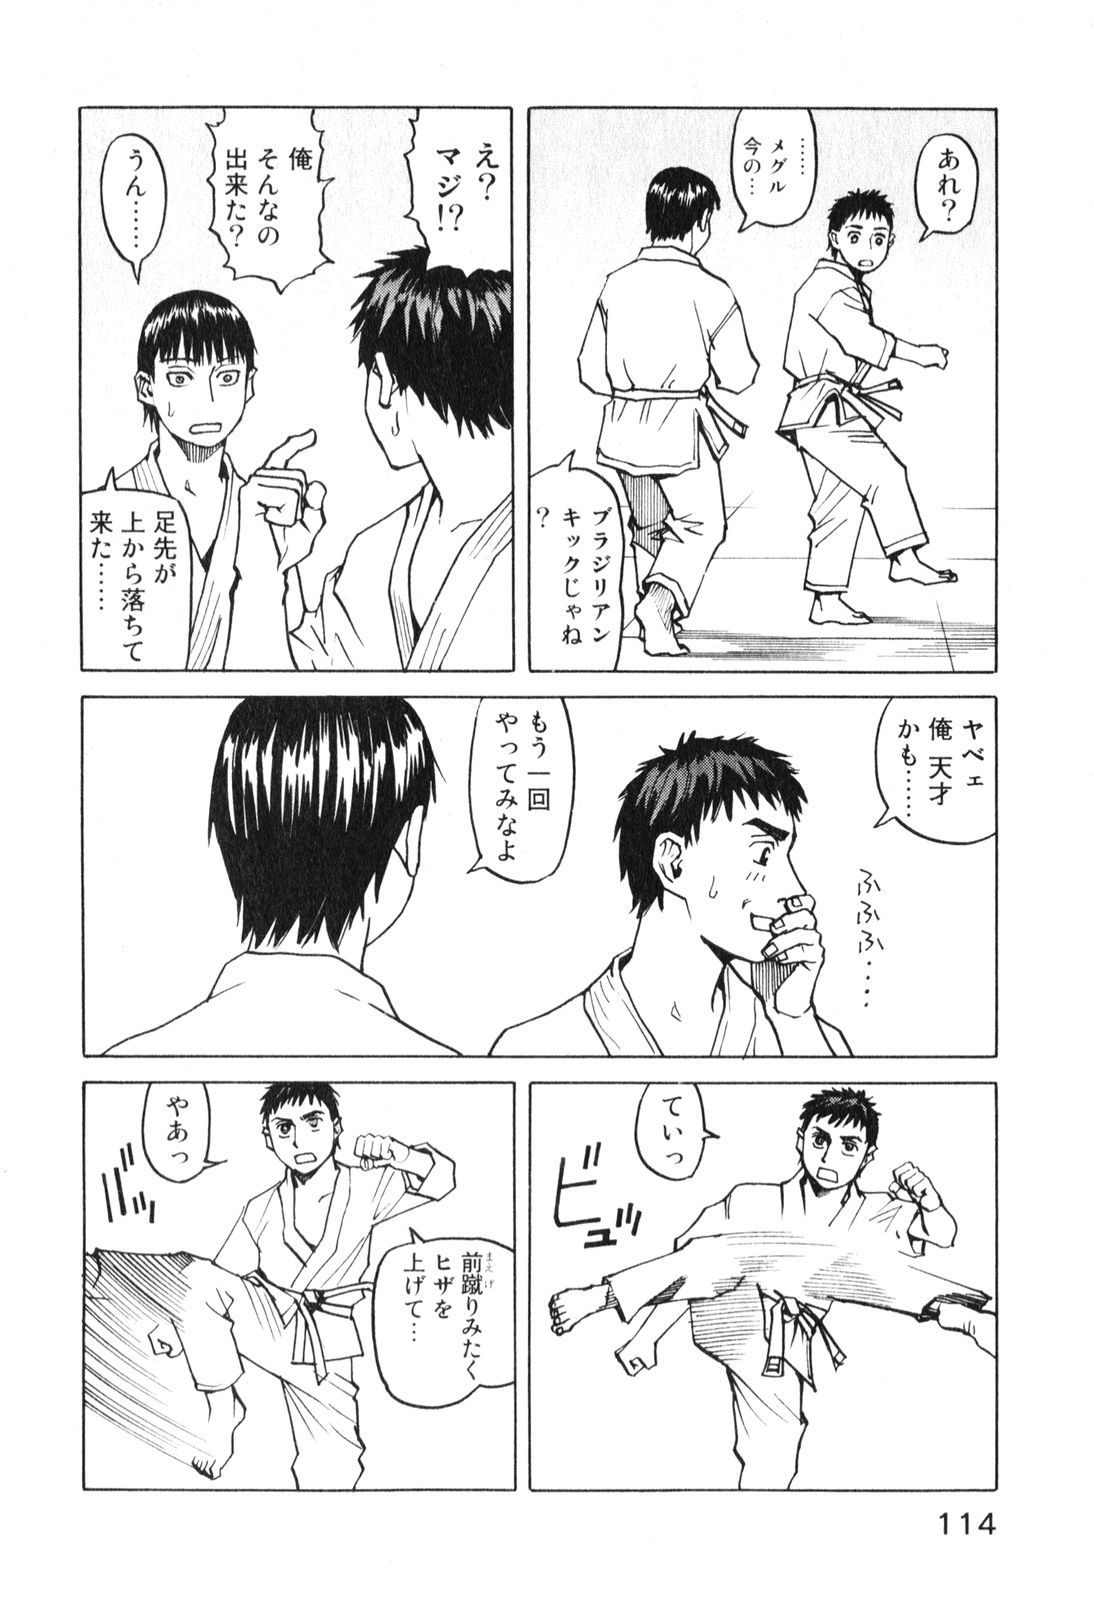 あれ?
‥‥‥
メグル
今の‥‥
ブラジリアン
キックじゃね
?
え?
マジ!?
俺
そんなの
出来た?
うん‥‥‥
足先が
上から落ちて
来た‥‥‥
ヤベェ
俺 天才
かも‥‥‥
ふふふ‥‥‥
もう一回
やってみなよ
ていっ
ビュッ
前蹴りみたく
まえげ
ヒザを
上げて‥‥
やあっ
バッ
114